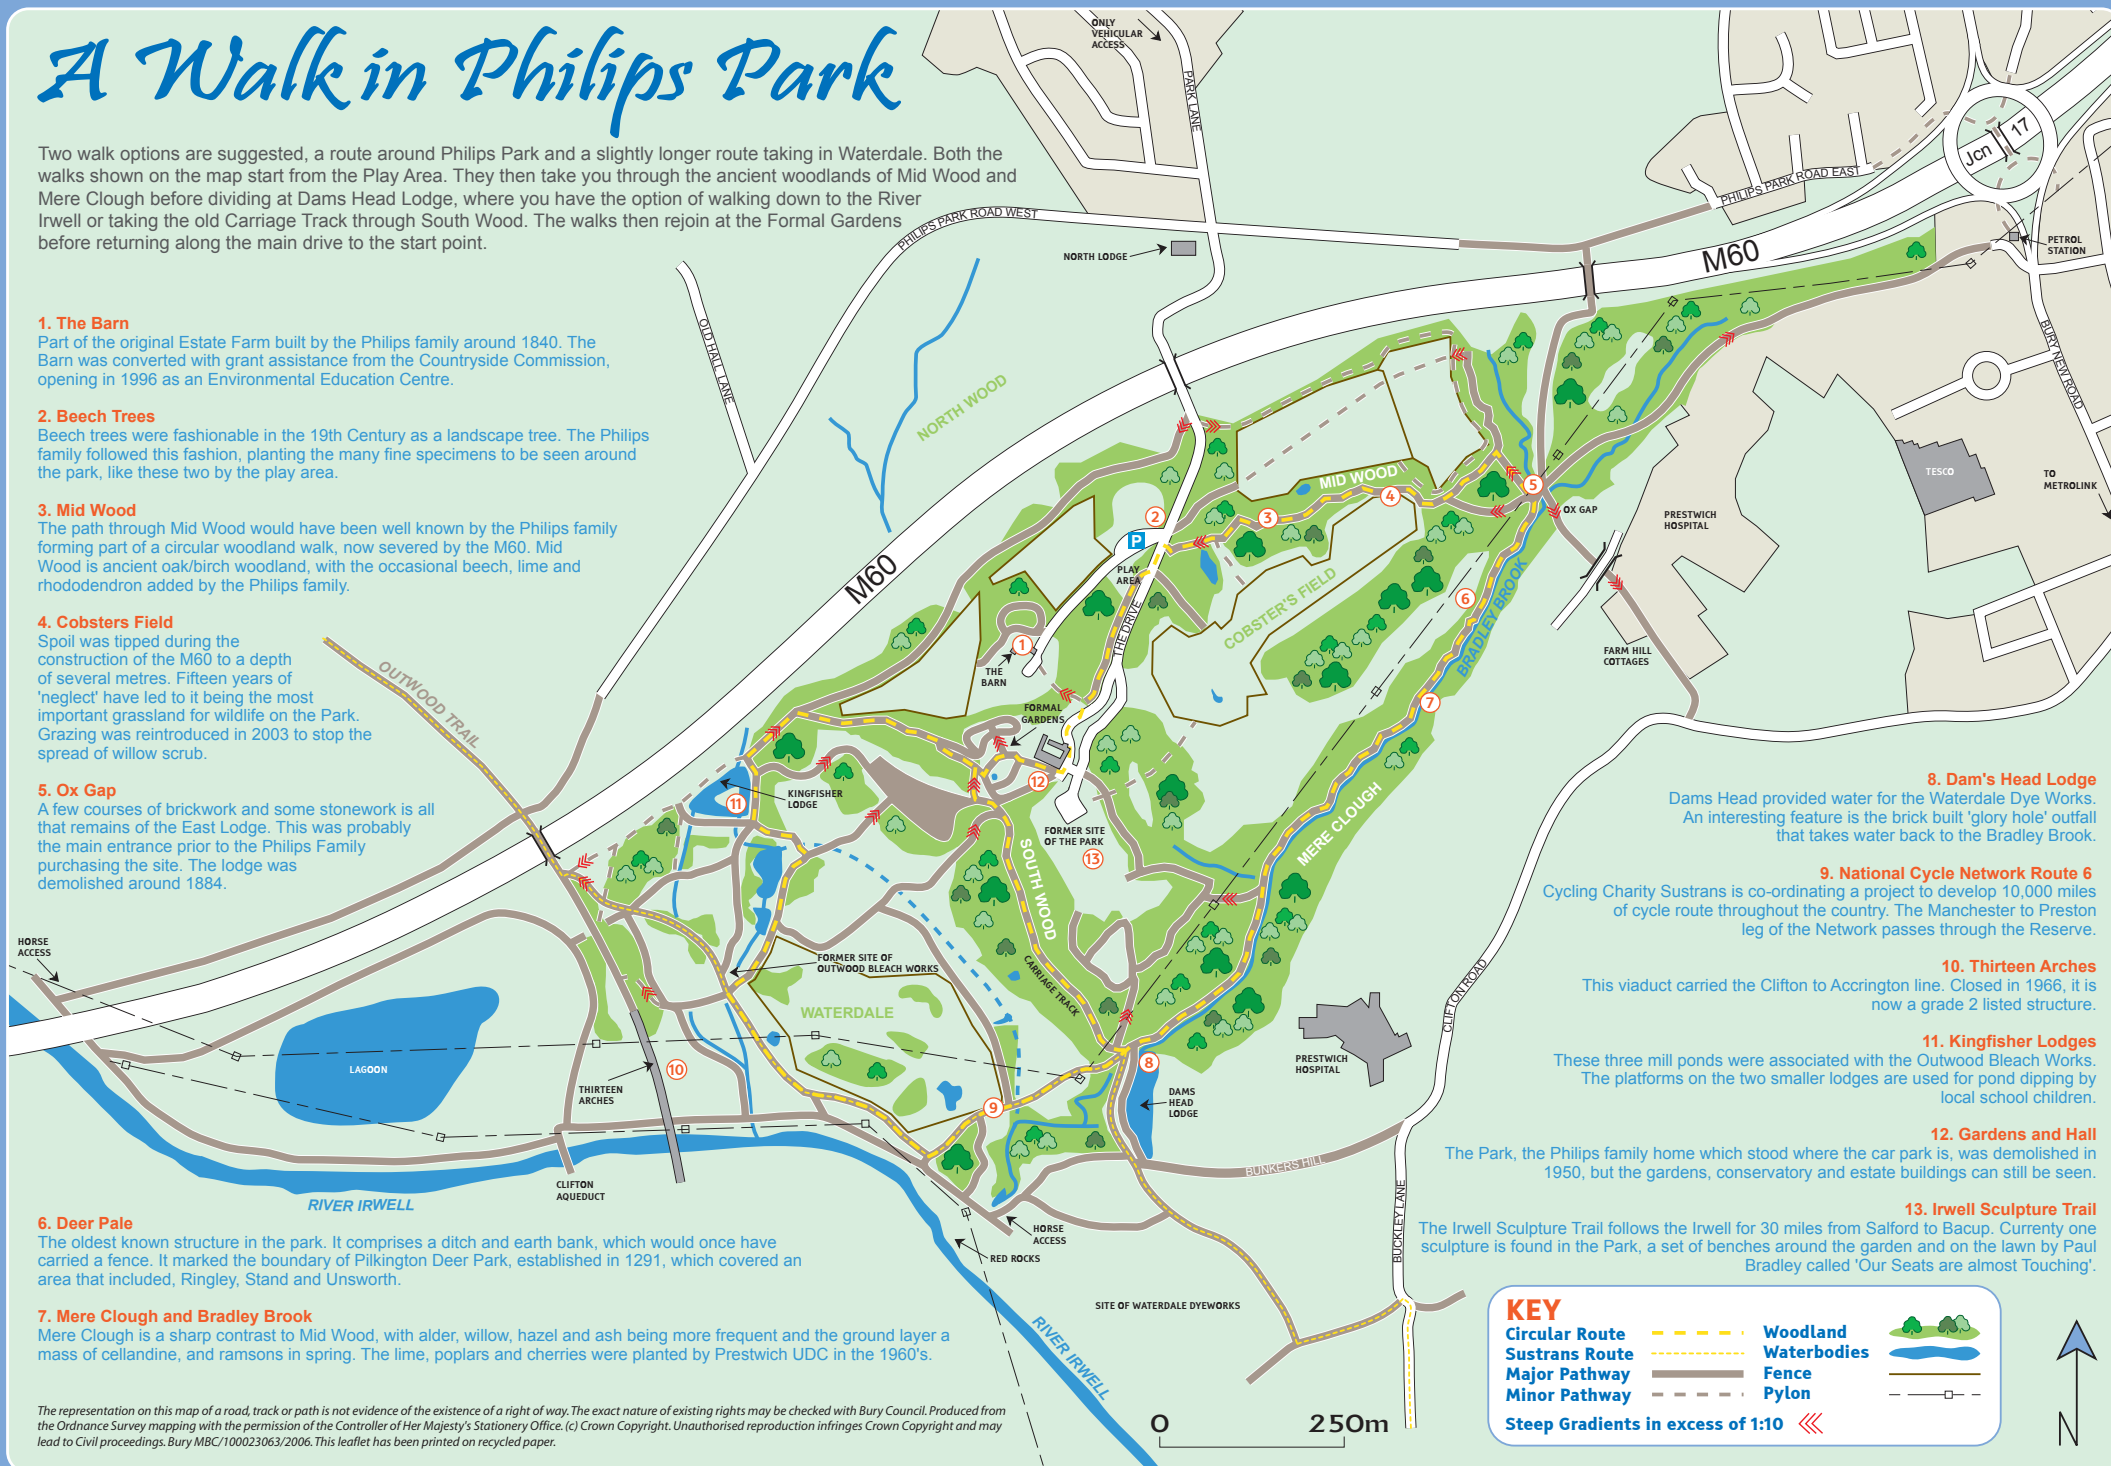 A Walk in Philips Park
Two walk options are suggested, a route around Philips Park and a slightly longer route taking in Waterdale. Both the
walks shown on the map start from the Play Area. They then take you through the ancient woodlands of Mid Wood and
Mere Clough before dividing at Dams Head Lodge, where you have the option of walking down to the River
Irwell or taking the old Carriage Track through South Wood. The walks then rejoin at the Formal Gardens
before returning along the main drive to the start point.
1. The Barn
Part of the original Estate Farm built by the Philips family around 1840. The
Barn was converted with grant assistance from the Countryside Commission,
opening in 1996 as an Environmental Education Centre.
2. Beech Trees
Beech trees were fashionable in the 19th Century as a landscape tree. The Philips
family followed this fashion, planting the many fine specimens to be seen around
the park, like these two by the play area.
3. Mid Wood
The path through Mid Wood would have been well known by the Philips family
forming part of a circular woodland walk, now severed by the M60. Mid
Wood is ancient oak/birch woodland, with the occasional beech, lime and
rhododendron added by the Philips family.
4. Cobsters Field
Spoil was tipped during the
construction of the M60 to a depth
of several metres. Fifteen years of
'neglect' have led to it being the most
important grassland for wildlife on the Park.
Grazing was reintroduced in 2003 to stop the
spread of willow scrub.
5. Ox Gap
A few courses of brickwork and some stonework is all
that remains of the East Lodge. This was probably
the main entrance prior to the Philips Family
purchasing the site. The lodge was
demolished around 1884.
6. Deer Pale
The oldest known structure in the park. It comprises a ditch and earth bank, which would once have
carried a fence. It marked the boundary of Pilkington Deer Park, established in 1291, which covered an
area that included, Ringley, Stand and Unsworth.
7. Mere Clough and Bradley Brook
Mere Clough is a sharp contrast to Mid Wood, with alder, willow, hazel and ash being more frequent and the ground layer a
mass of cellandine, and ramsons in spring. The lime, poplars and cherries were planted by Prestwich UDC in the 1960's.
The representation on this map of a road, track or path is not evidence of the existence of a right of way. The exact nature of existing rights may be checked with Bury Council. Produced from
the Ordnance Survey mapping with the permission of the Controller of Her Majesty's Stationery Office. (c) Crown Copyright. Unauthorised reproduction infringes Crown Copyright and may
lead to Civil proceedings. Bury MBC/100023063/2006. This leaflet has been printed on recycled paper.
ONLY
VEHICULAR
ACCESS
PARK LANE
PHILIPS PARK ROAD WEST
NORTH LODGE
OLD HALL LANE
NORTH WOOD
M60
PHILIPS PARK ROAD EAST
Jcn
17
M60
PETROL
STATION
BURY NEW ROAD
TESCO
TO
METROLINK
PRESTWICH
HOSPITAL
OX GAP
FARM HILL
COTTAGES
MID WOOD
2
3
4
5
P
PLAY
AREA
THE DRIVE
COBSTER'S FIELD
6
BRADLEY BROOK
7
MERE CLOUGH
1
THE
BARN
FORMAL
GARDENS
12
OUTWOOD TRAIL
KINGFISHER
LODGE
11
FORMER SITE
OF THE PARK
13
SOUTH WOOD
CARRIAGE TRACK
FORMER SITE OF
OUTWOOD BLEACH WORKS
WATERDALE
HORSE
ACCESS
LAGOON
THIRTEEN
ARCHES
10
9
8
DAMS
HEAD
LODGE
PRESTWICH
HOSPITAL
CLIFTON ROAD
BUNKERS HILL
BUCKLEY LANE
CLIFTON
AQUEDUCT
RIVER IRWELL
HORSE
ACCESS
RED ROCKS
SITE OF WATERDALE DYEWORKS
RIVER IRWELL
0
250m
8. Dam's Head Lodge
Dams Head provided water for the Waterdale Dye Works.
An interesting feature is the brick built 'glory hole' outfall
that takes water back to the Bradley Brook.
9. National Cycle Network Route 6
Cycling Charity Sustrans is co-ordinating a project to develop 10,000 miles
of cycle route throughout the country. The Manchester to Preston
leg of the Network passes through the Reserve.
10. Thirteen Arches
This viaduct carried the Clifton to Accrington line. Closed in 1966, it is
now a grade 2 listed structure.
11. Kingfisher Lodges
These three mill ponds were associated with the Outwood Bleach Works.
The platforms on the two smaller lodges are used for pond dipping by
local school children.
12. Gardens and Hall
The Park, the Philips family home which stood where the car park is, was demolished in
1950, but the gardens, conservatory and estate buildings can still be seen.
13. Irwell Sculpture Trail
The Irwell Sculpture Trail follows the Irwell for 30 miles from Salford to Bacup. Currenty one
sculpture is found in the Park, a set of benches around the garden and on the lawn by Paul
Bradley called 'Our Seats are almost Touching'.
KEY
Circular Route
Sustrans Route
Major Pathway
Minor Pathway
Woodland
Waterbodies
Fence
Pylon
Steep Gradients in excess of 1:10
N